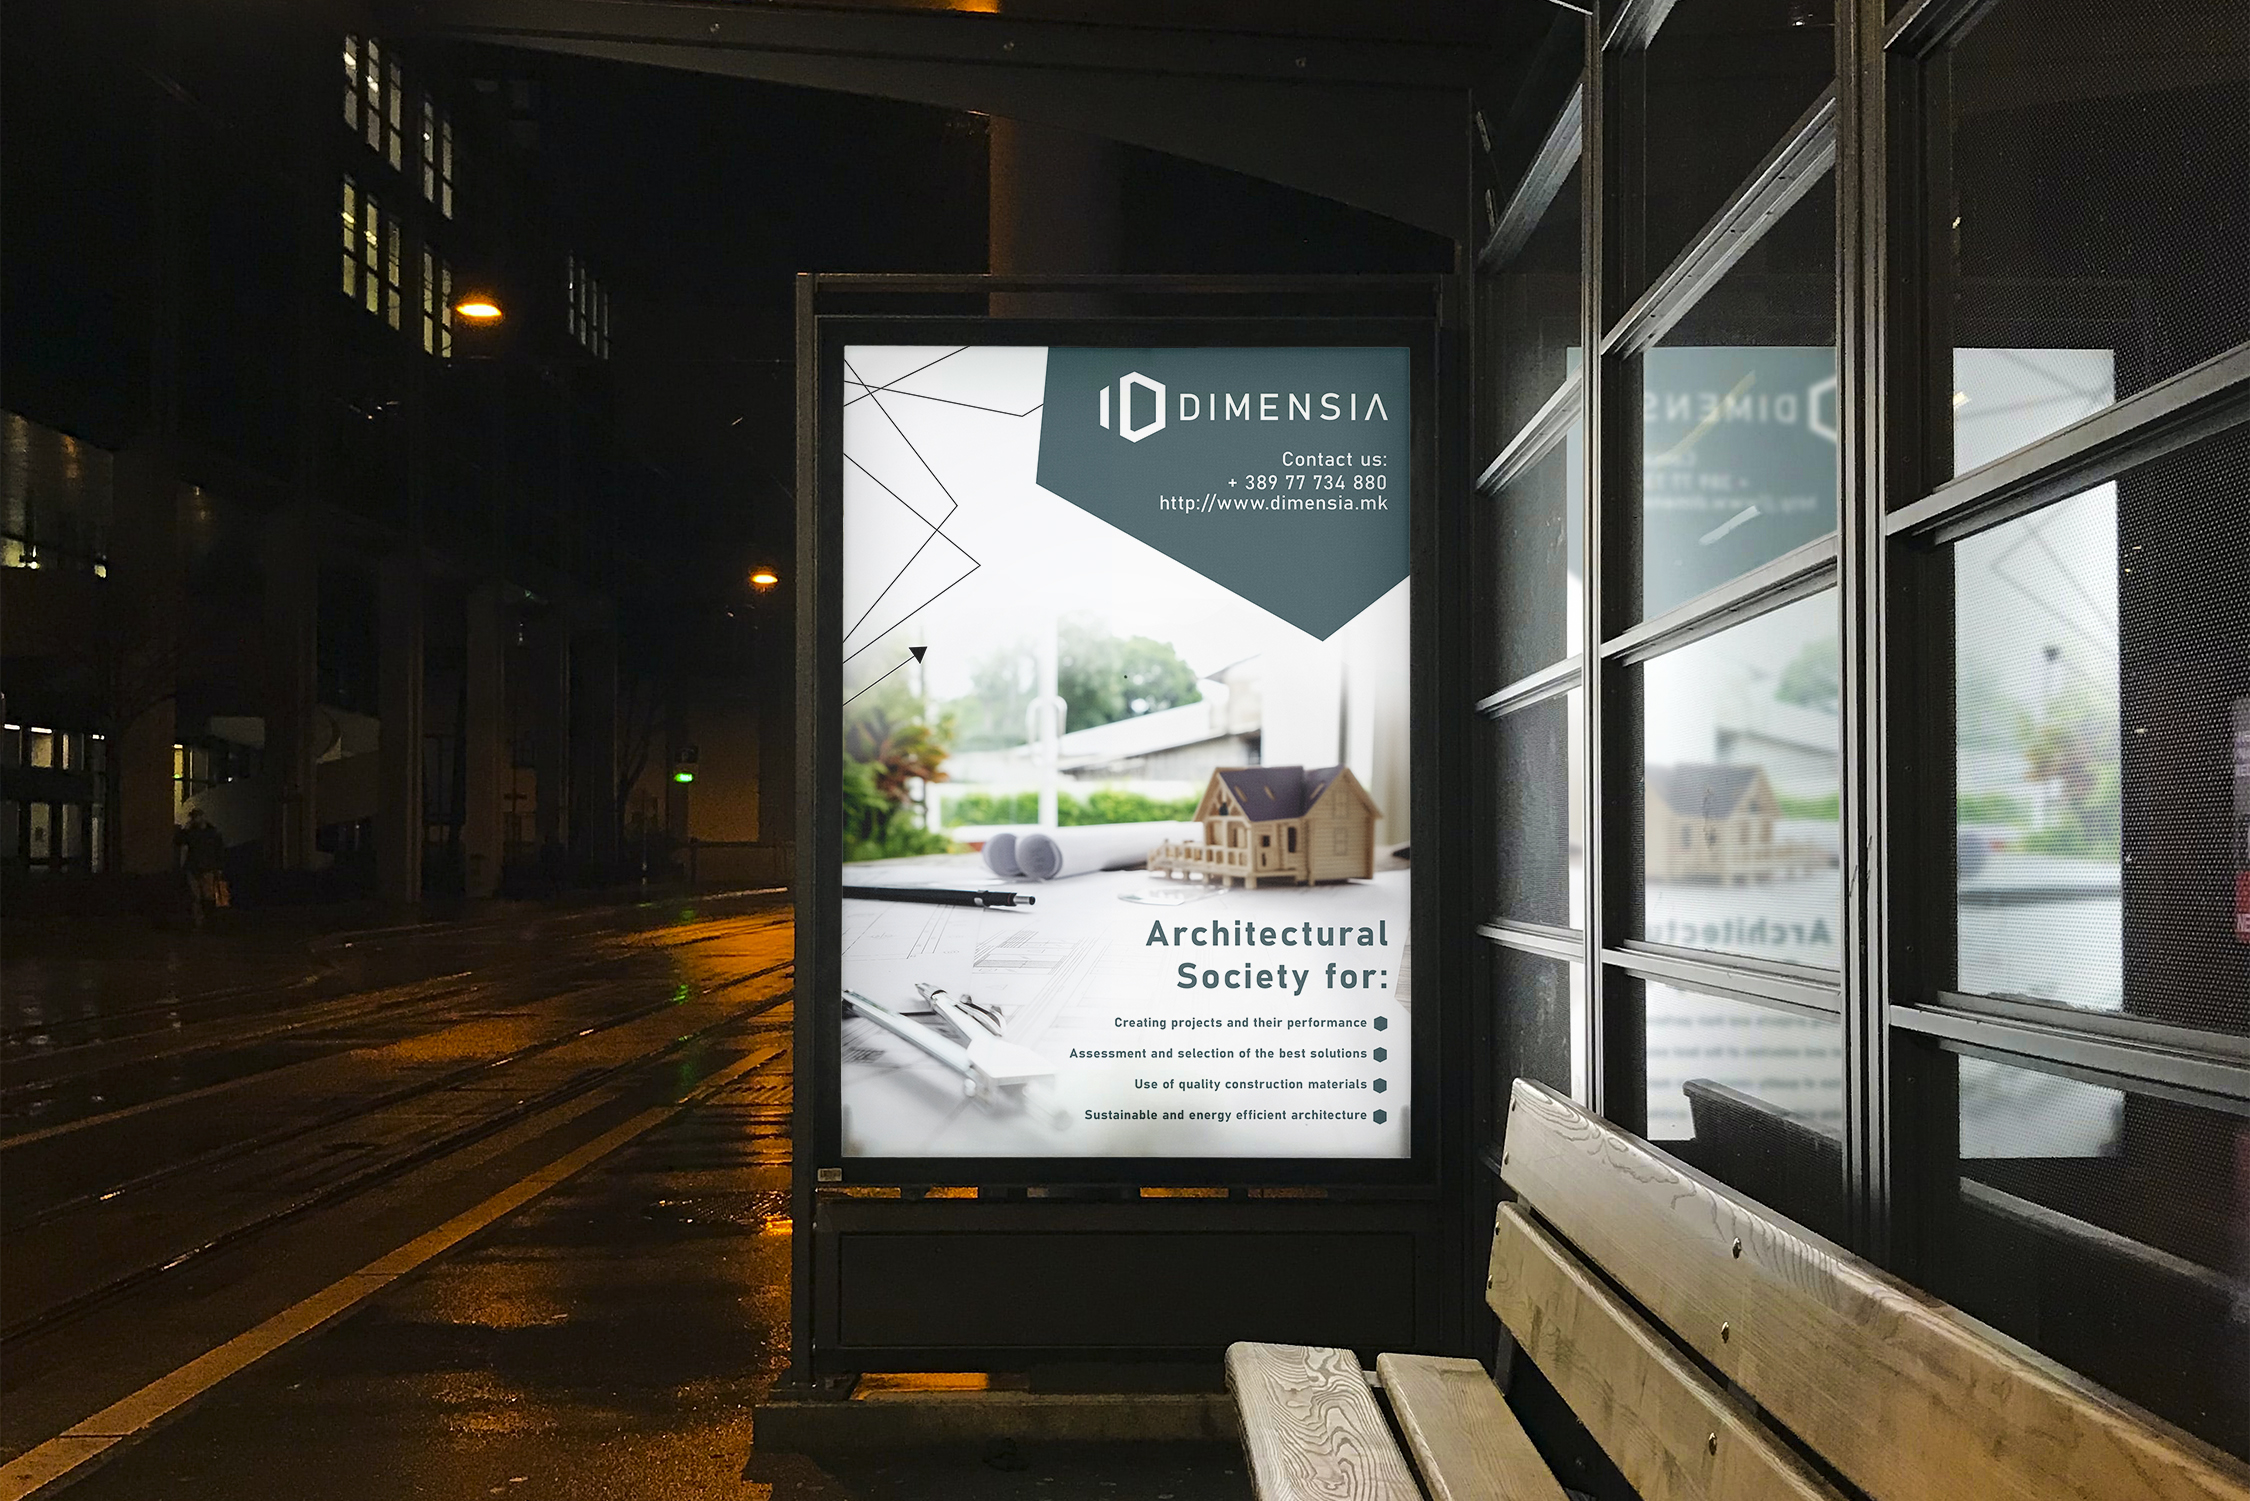 DIMENSIA
Contact us:
+ 389 77 734 880
http://www.dimensia.mk
Architectural
Society for:
Creating projects and their performance
Assessment and selection of the best solutions
Use of quality construction materials
Sustainable and energy efficient architecture